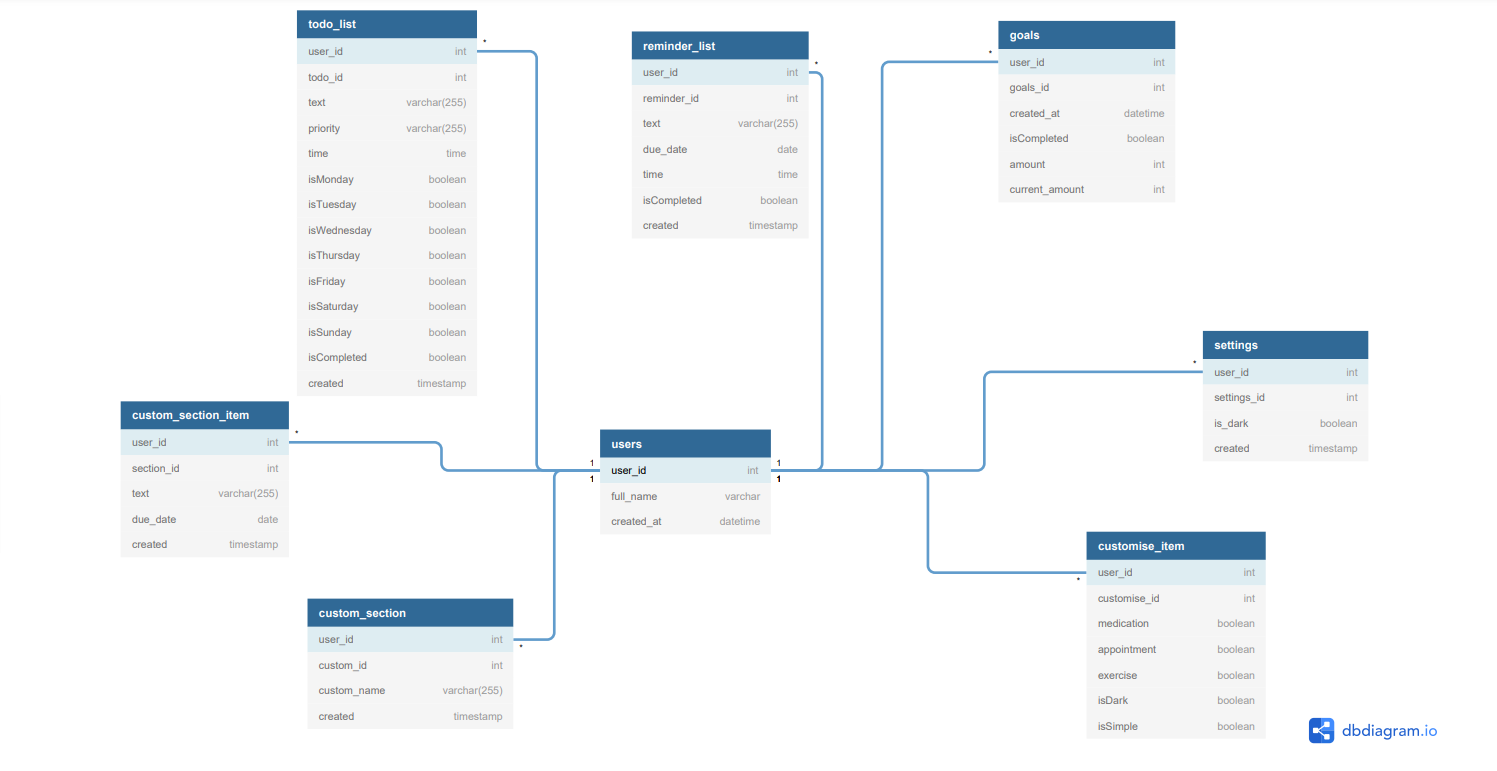 todo_list
user_id int
todo_id int
text varchar(255)
priority varchar(255)
time time
isMonday boolean
isTuesday boolean
isWednesday boolean
isThursday boolean
isFriday boolean
isSaturday boolean
isSunday boolean
isCompleted boolean
created timestamp
*
reminder_list
user_id int
reminder_id int
text varchar(255)
due_date date
time time
isCompleted boolean
created timestamp
*
goals
user_id int
goals_id int
created_at datetime
isCompleted boolean
amount int
current_amount int
*
settings
user_id int
settings_id int
is_dark boolean
created timestamp
*
custom_section_item
user_id int
section_id int
text varchar(255)
due_date date
created timestamp
*
users
user_id int
full_name varchar
created_at datetime
1
1
1
1
custom_section
user_id int
custom_id int
custom_name varchar(255)
created timestamp
*
customise_item
user_id int
customise_id int
medication boolean
appointment boolean
exercise boolean
isDark boolean
isSimple boolean
*
dbdiagram.io